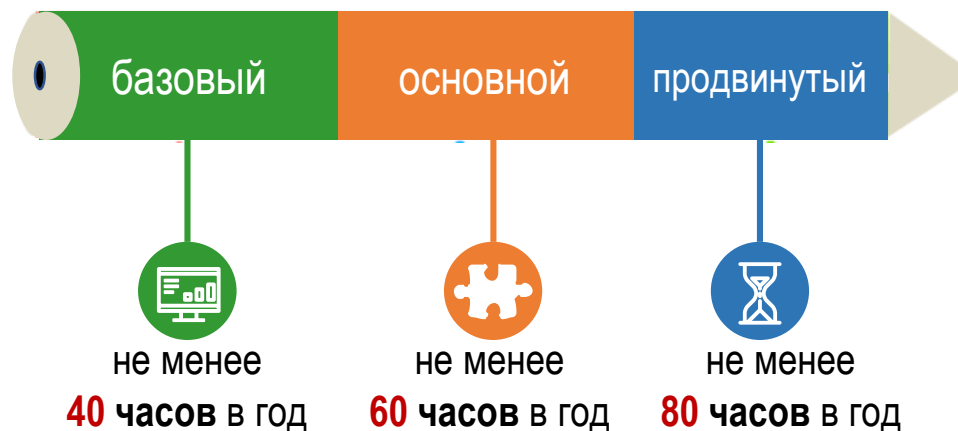 базовый
основной
продвинутый
не менее
40 часов в год
не менее
60 часов в год
не менее
80 часов в год